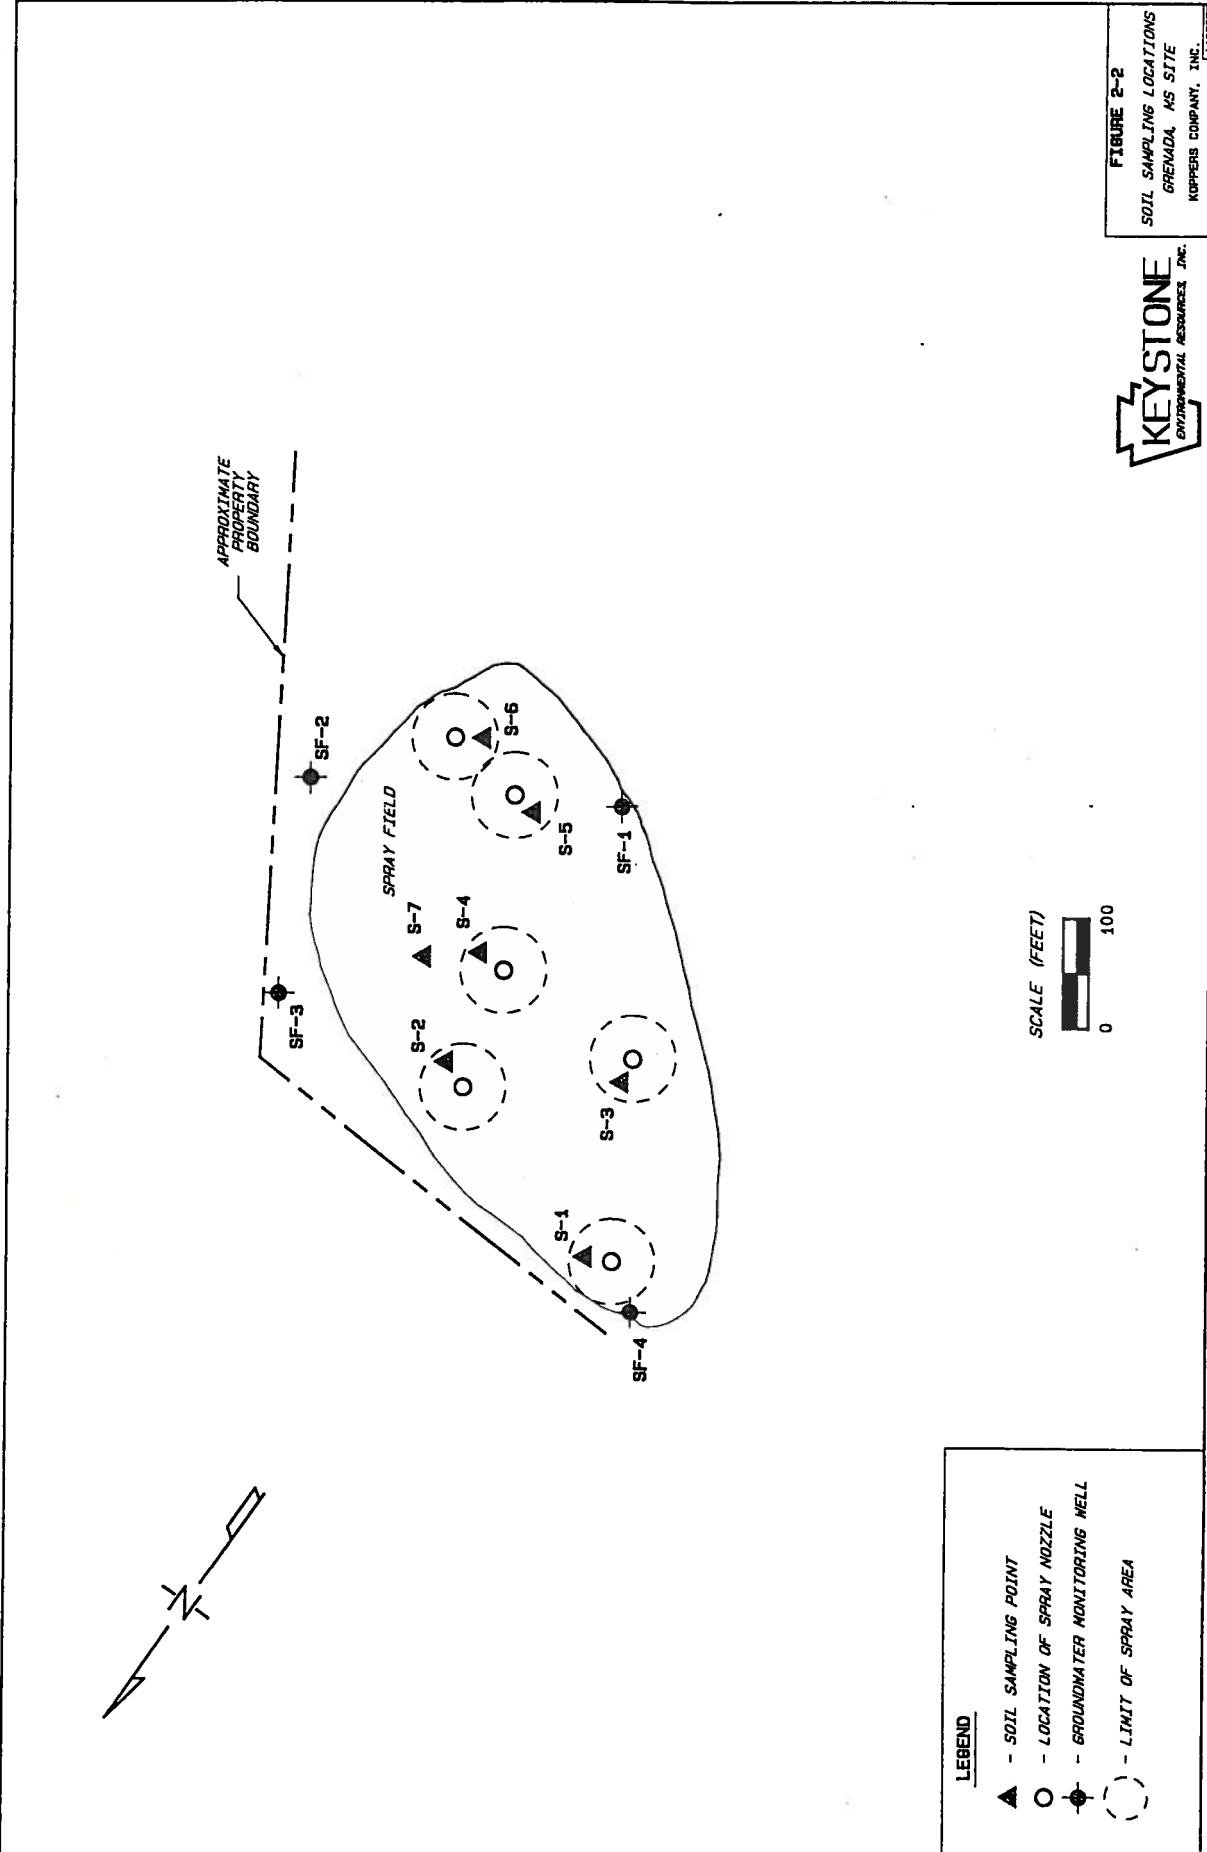 APPROXIMATE
PROPERTY
BOUNDARY
SF-2
SF-3
SPRAY FIELD
S-6
S-5
S-7
S-4
S-2
SF-1
S-3
S-1
SF-4
N
SCALE (FEET)
0 100
LEGEND
- SOIL SAMPLING POINT
- LOCATION OF SPRAY NOZZLE
- GROUNDWATER MONITORING WELL
- LIMIT OF SPRAY AREA
KEYSTONE
ENVIRONMENTAL RESOURCES, INC.
FIGURE 2-2
SOIL SAMPLING LOCATIONS
GRENADA, MS SITE
KOPPERS COMPANY, INC.